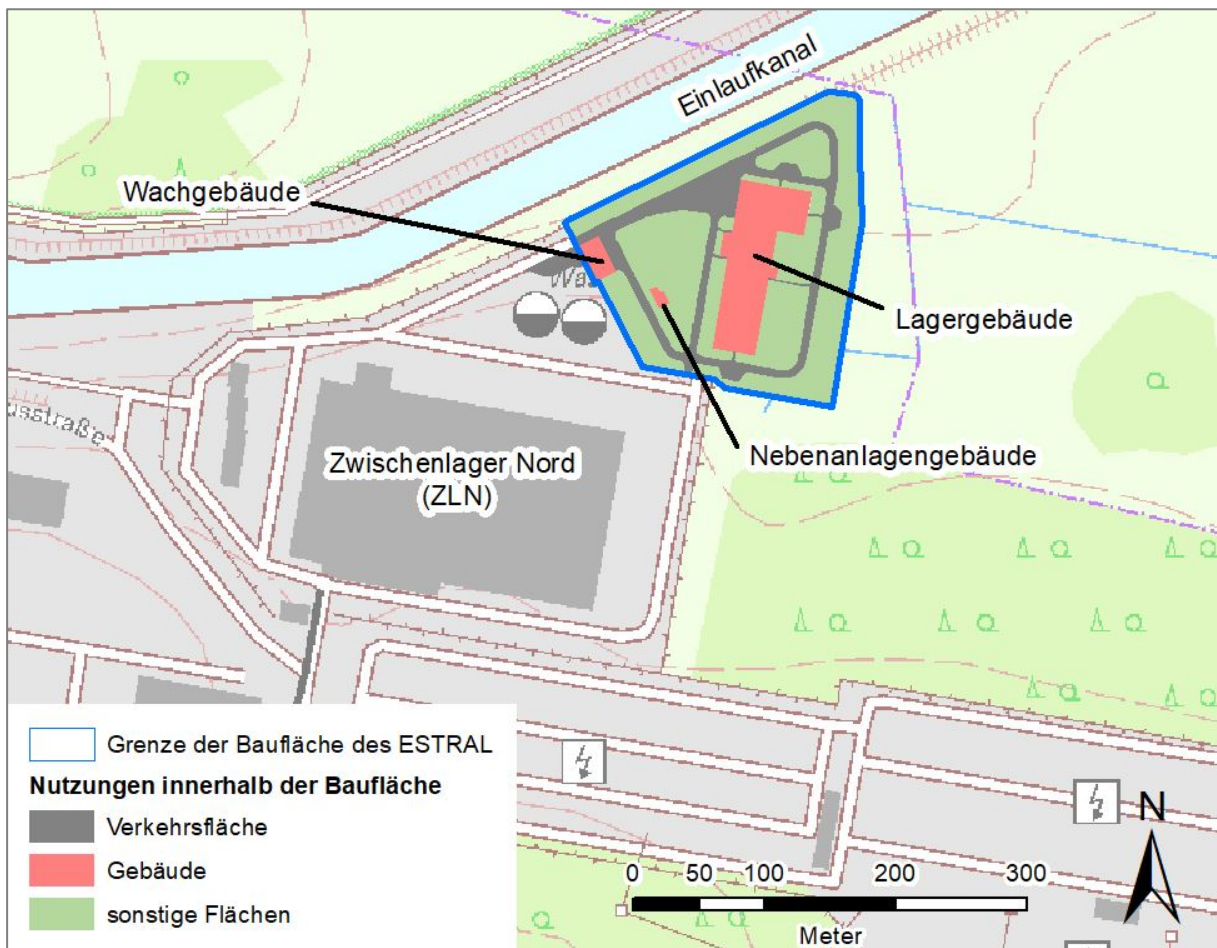 Einlaufkanal
Wachgebäude
Lagergebäude
Nebenanlagengebäude
Zwischenlager Nord
(ZLN)
Grenze der Baufläche des ESTRAL
Nutzungen innerhalb der Baufläche
Verkehrsfläche
Gebäude
sonstige Flächen
N
0 50 100 200 300
Meter